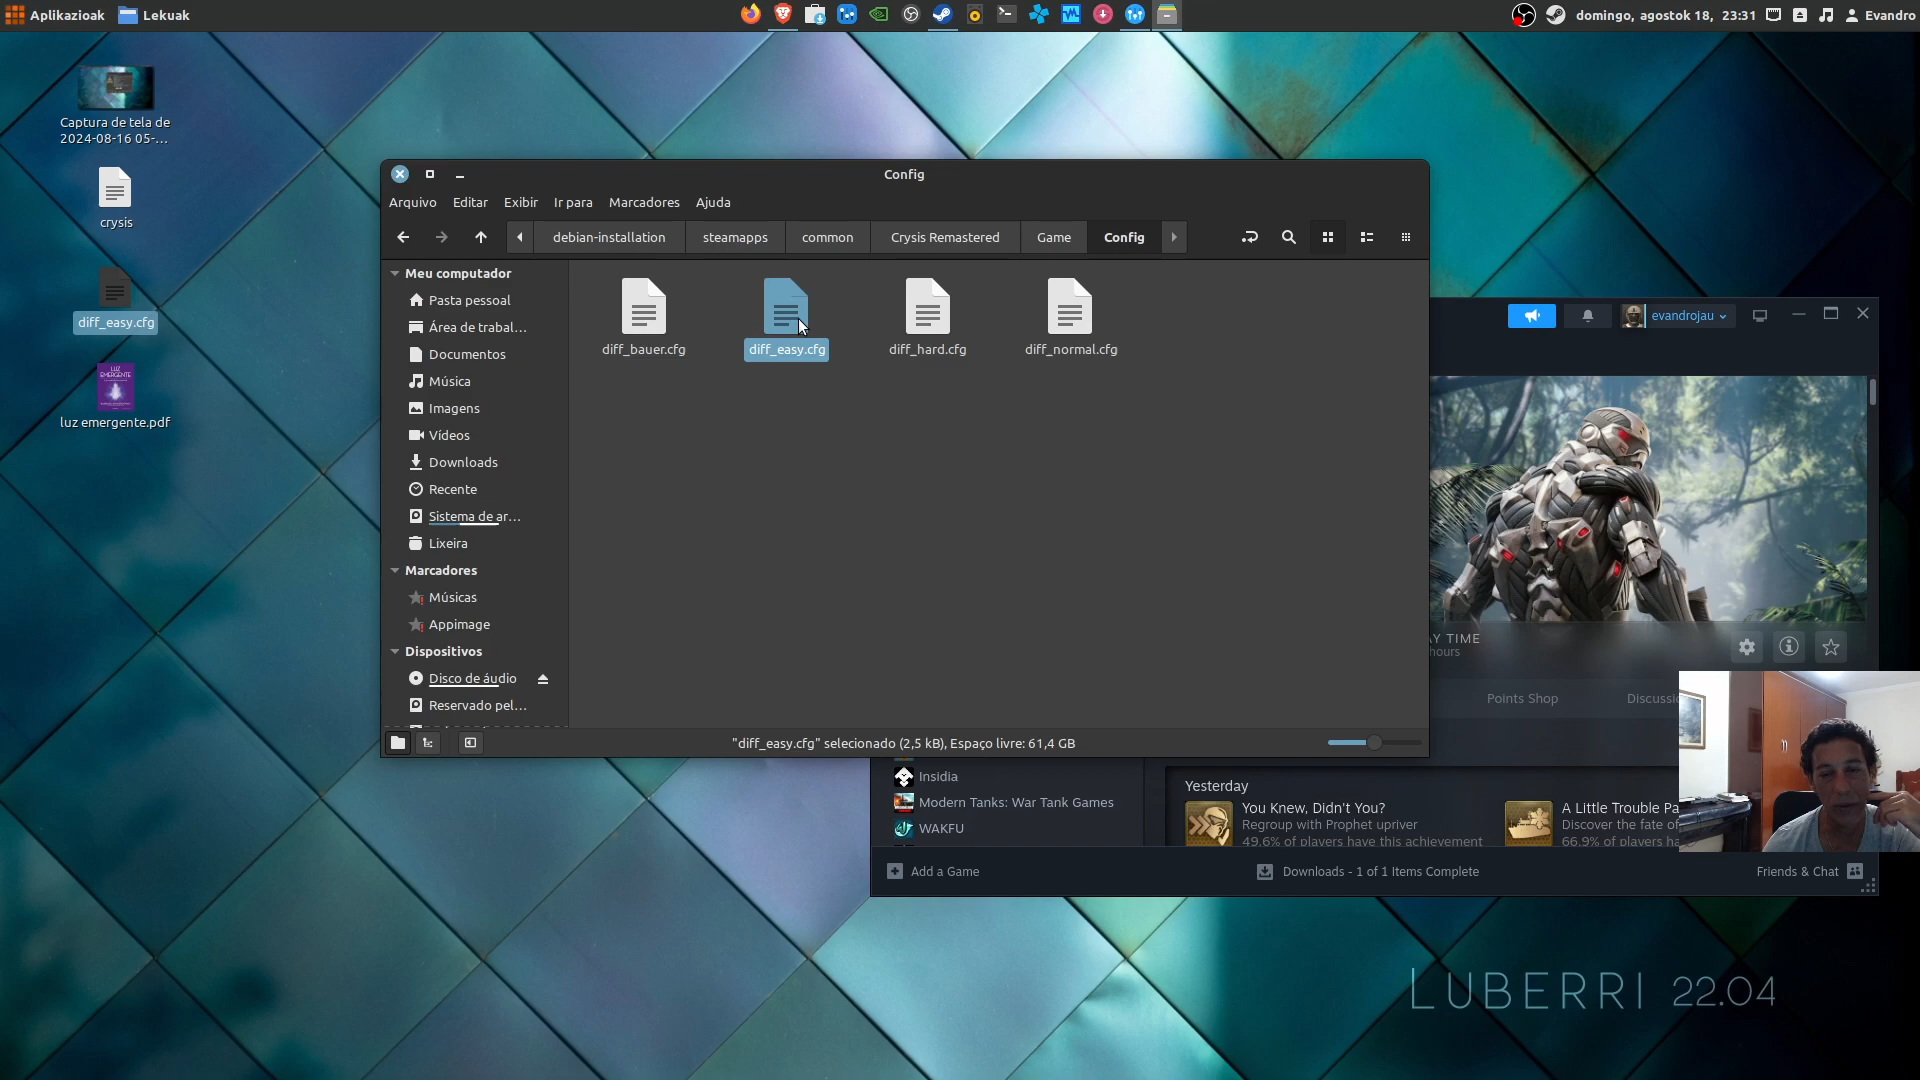 Aplikazioak
Lekuak
domingo, agostok 18, 23:31
Evandro
Captura de tela de
2024-08-16 05-...
crysis
diff_easy.cfg
LUZ
EMERGENTE
luz emergente.pdf
Config
Arquivo Editar Exibir Ir para Marcadores Ajuda
debian-installation steamapps common Crysis Remastered Game Config
Meu computador
Pasta pessoal
Área de trabal...
Documentos
Música
Imagens
Vídeos
Downloads
Recente
Sistema de ar...
Lixeira
Marcadores
Músicas
Appimage
Dispositivos
Disco de áudio
Reservado pel...
diff_bauer.cfg
diff_easy.cfg
diff_hard.cfg
diff_normal.cfg
"diff_easy.cfg" selecionado (2,5 kB), Espaço livre: 61,4 GB
evandrojau
AY TIME
hours
Points Shop
Discussi
Insidia
Modern Tanks: War Tank Games
WAKFU
Yesterday
You Knew, Didn't You?
Regroup with Prophet upriver
49.6% of players have this achievement
A Little Trouble Pa
Discover the fate of
66.9% of players ha
Add a Game
Downloads - 1 of 1 Items Complete
Friends & Chat
LUBERRI 22.04